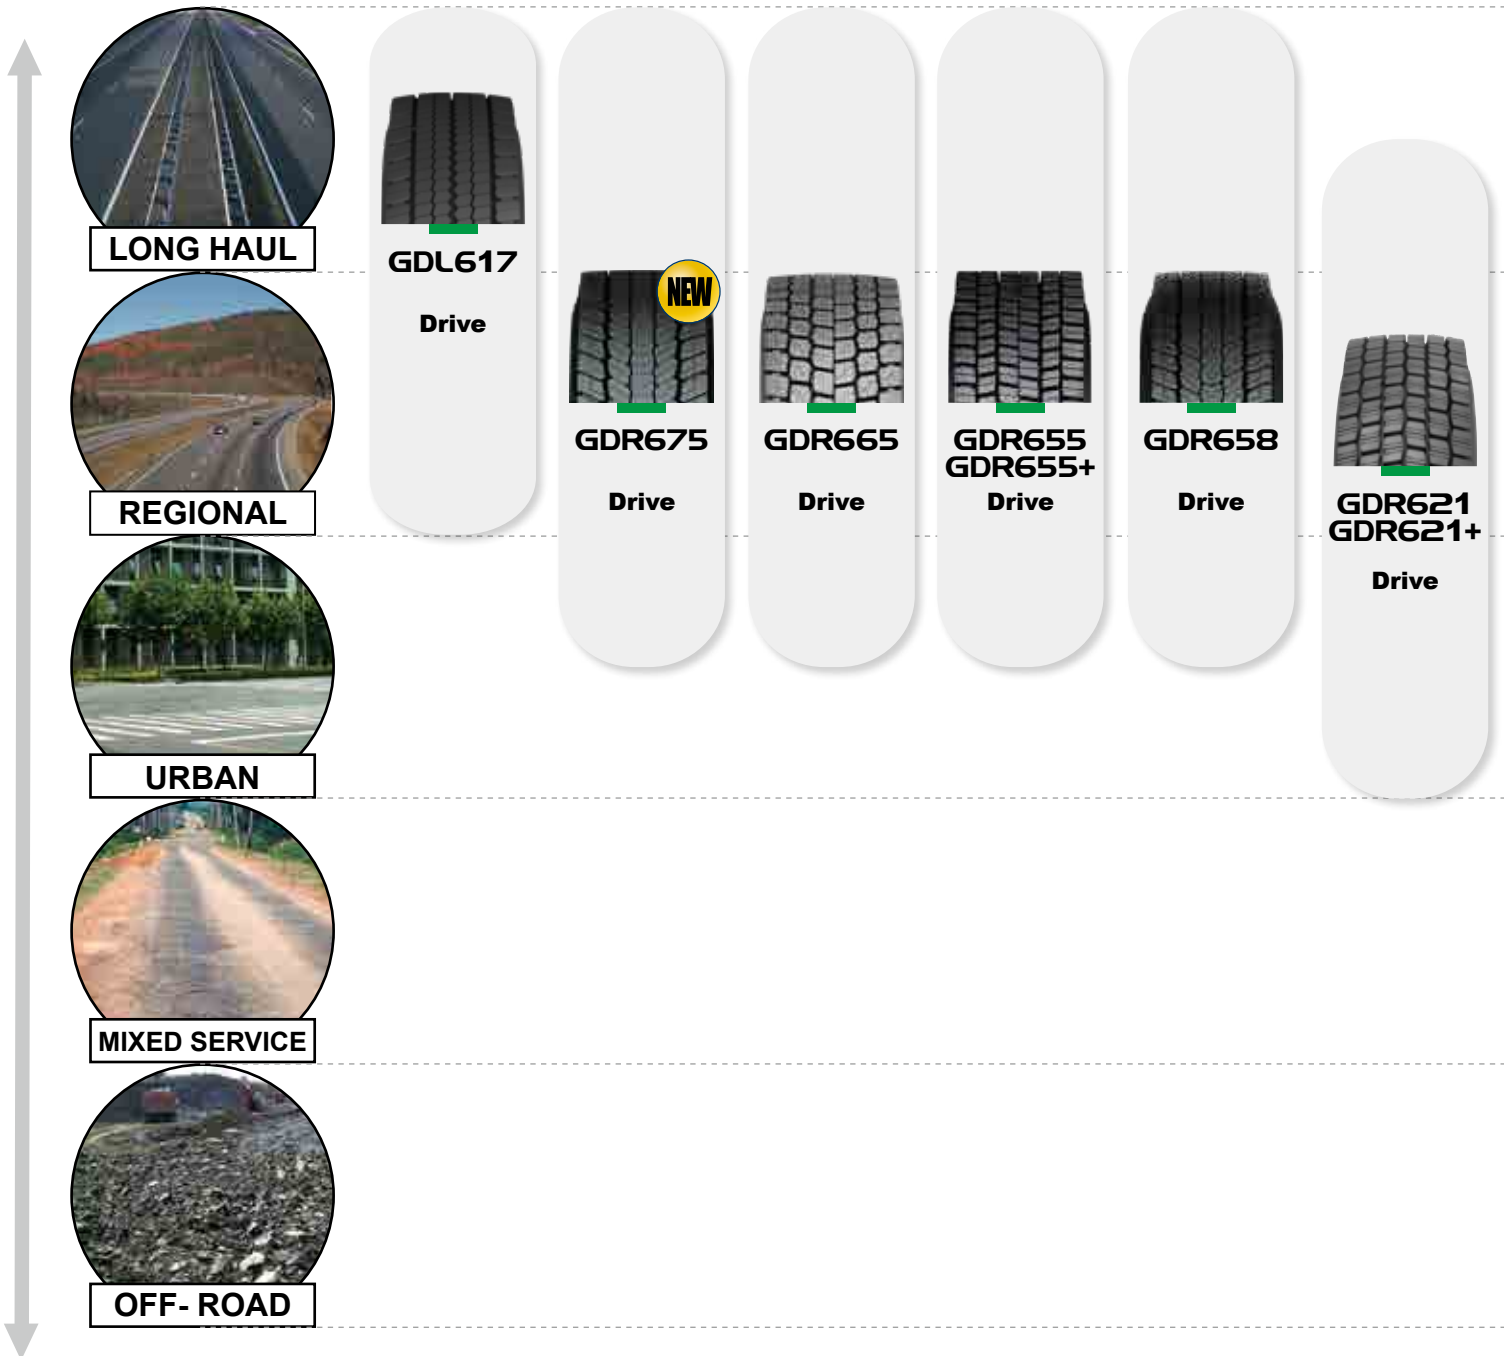 LONG HAUL
REGIONAL
URBAN
MIXED SERVICE
OFF- ROAD
GDL617
Drive
NEW
GDR675
Drive
GDR665
Drive
GDR655
GDR655+
Drive
GDR658
Drive
GDR621
GDR621+
Drive